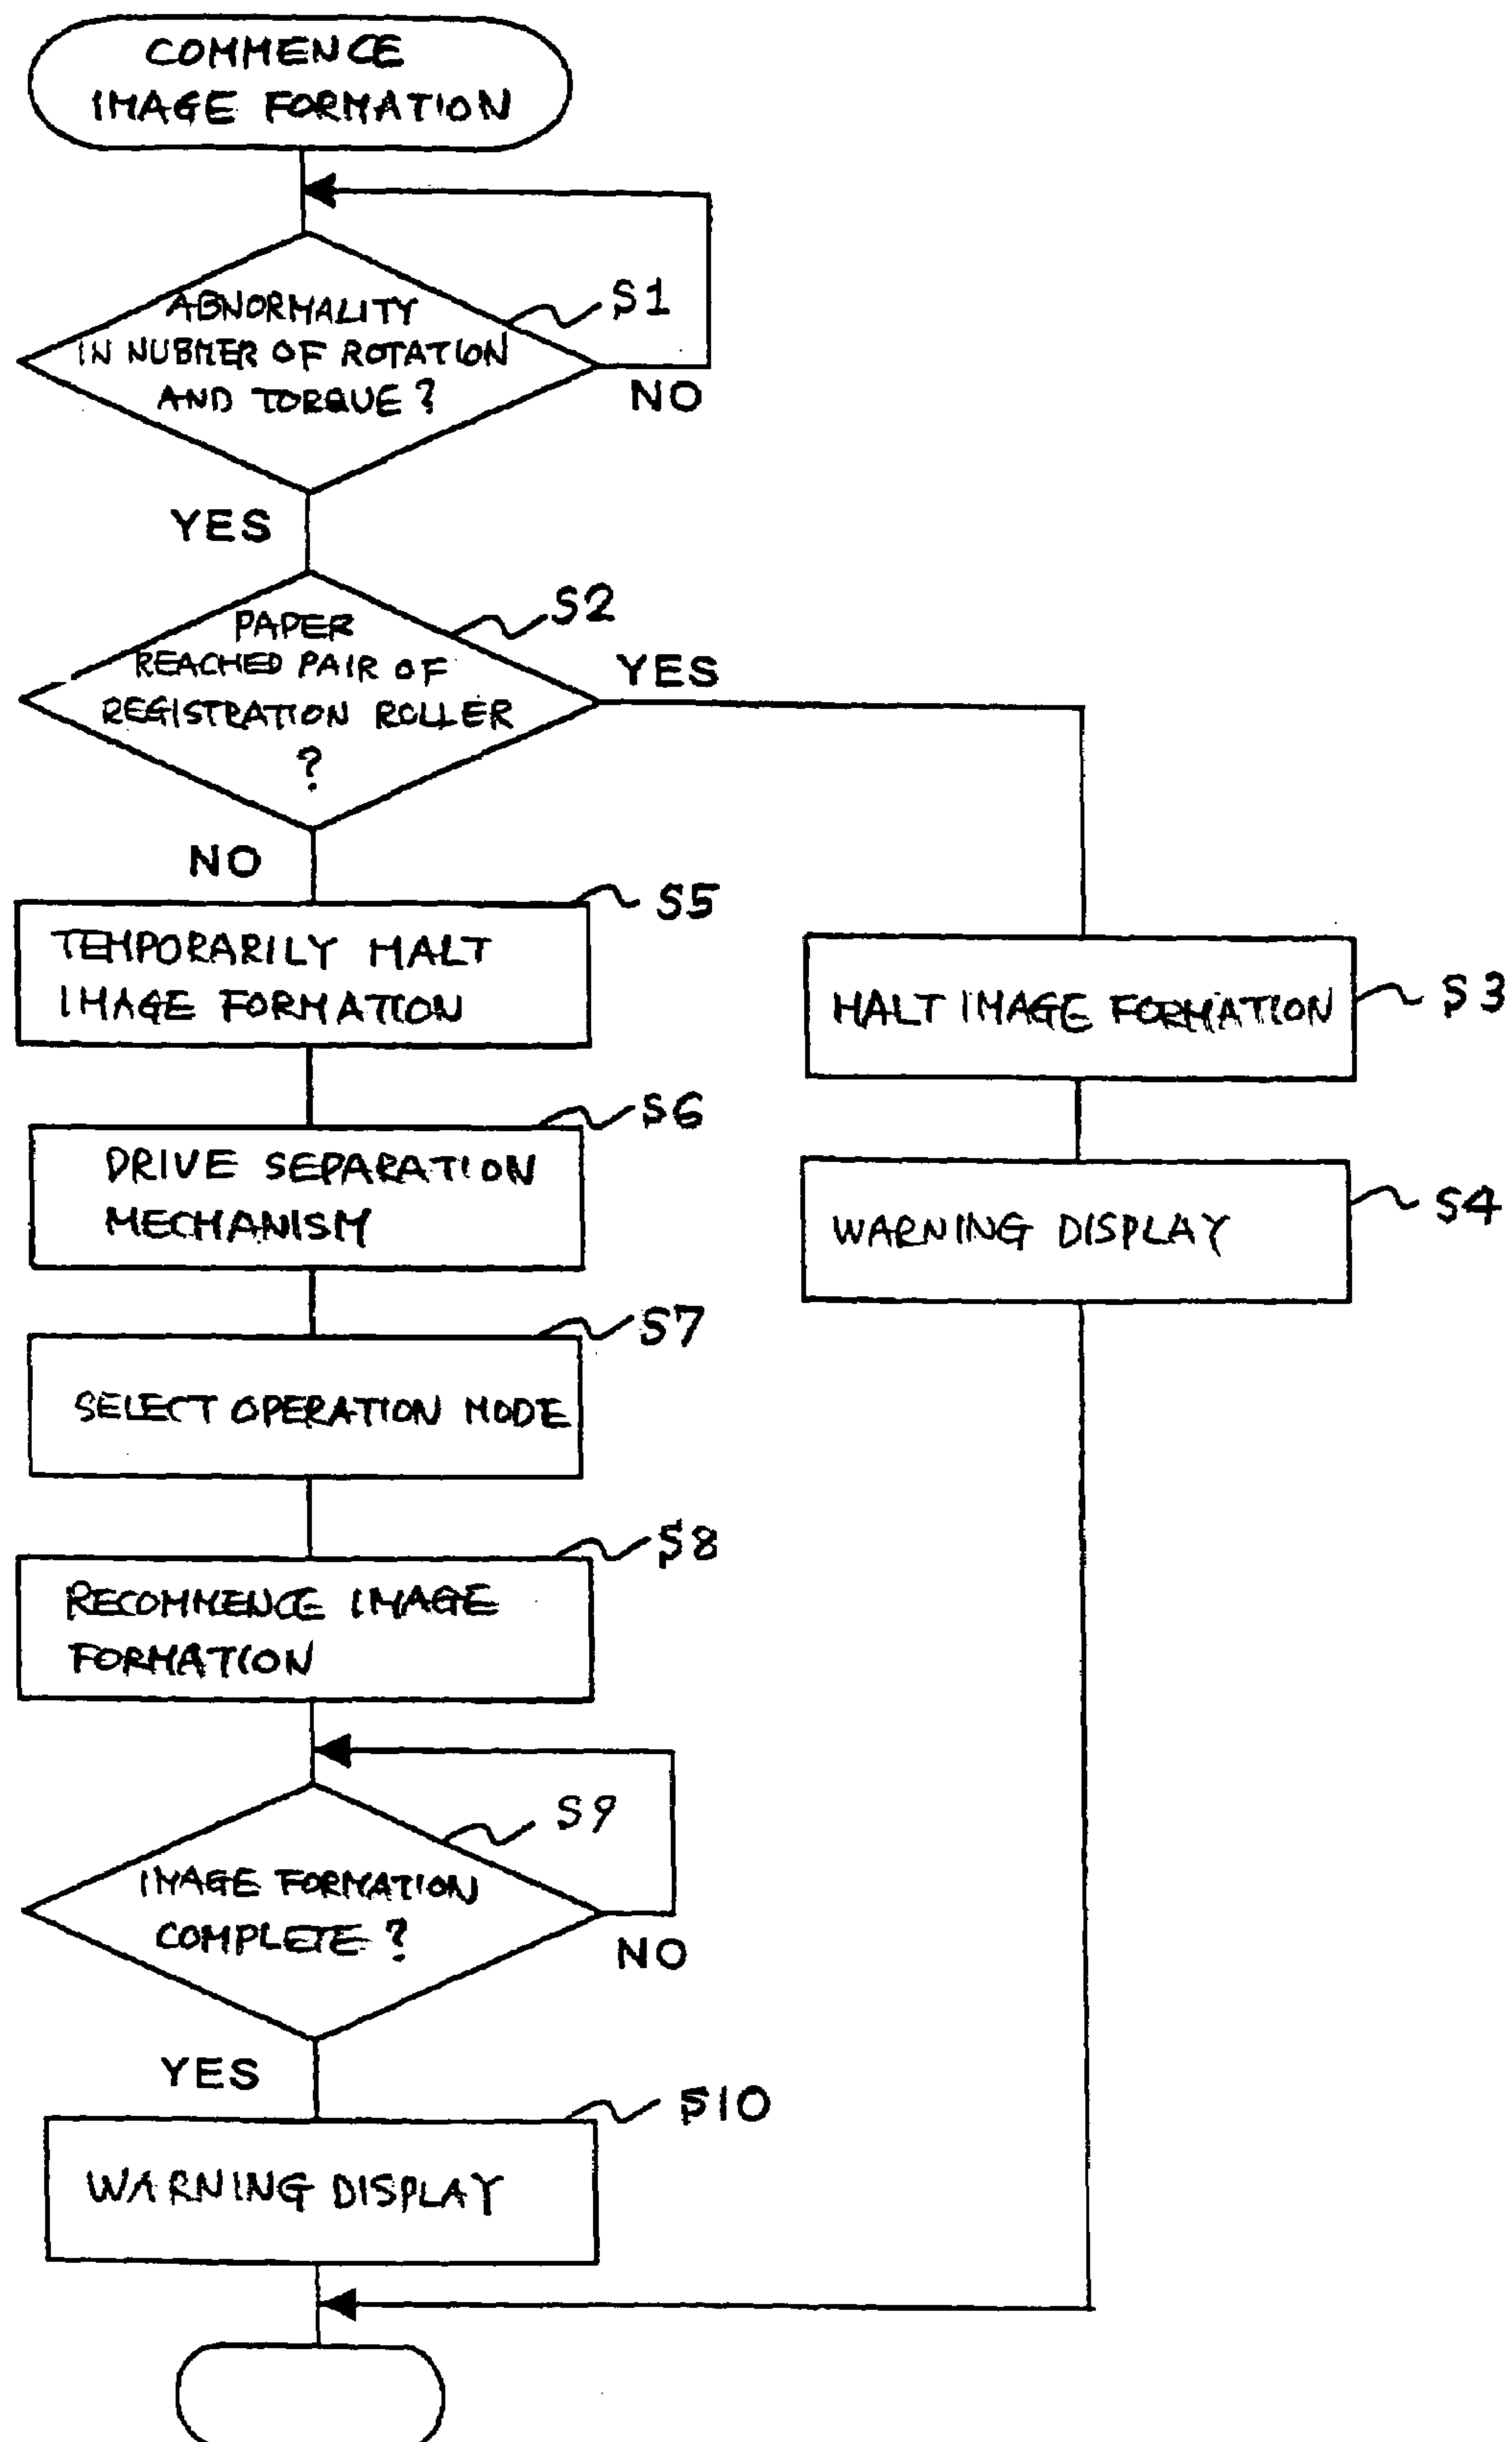 COMMENCE
IMAGE FORMATION
ABNORMALITY
IN NUBMER OF ROTATION
AND TORQUE?
S1
NO
YES
PAPER
REACHED PAIR OF
REGISTRATION ROLLER
?
S2
YES
NO
TEMPORARILY HALT
IMAGE FORMATION
S5
HALT IMAGE FORMATION
S3
DRIVE SEPARATION
MECHANISM
S6
WARNING DISPLAY
S4
SELECT OPERATION MODE
S7
RECOMMENCE IMAGE
FORMATION
S8
IMAGE FORMATION
COMPLETE?
S9
NO
YES
WARNING DISPLAY
S10